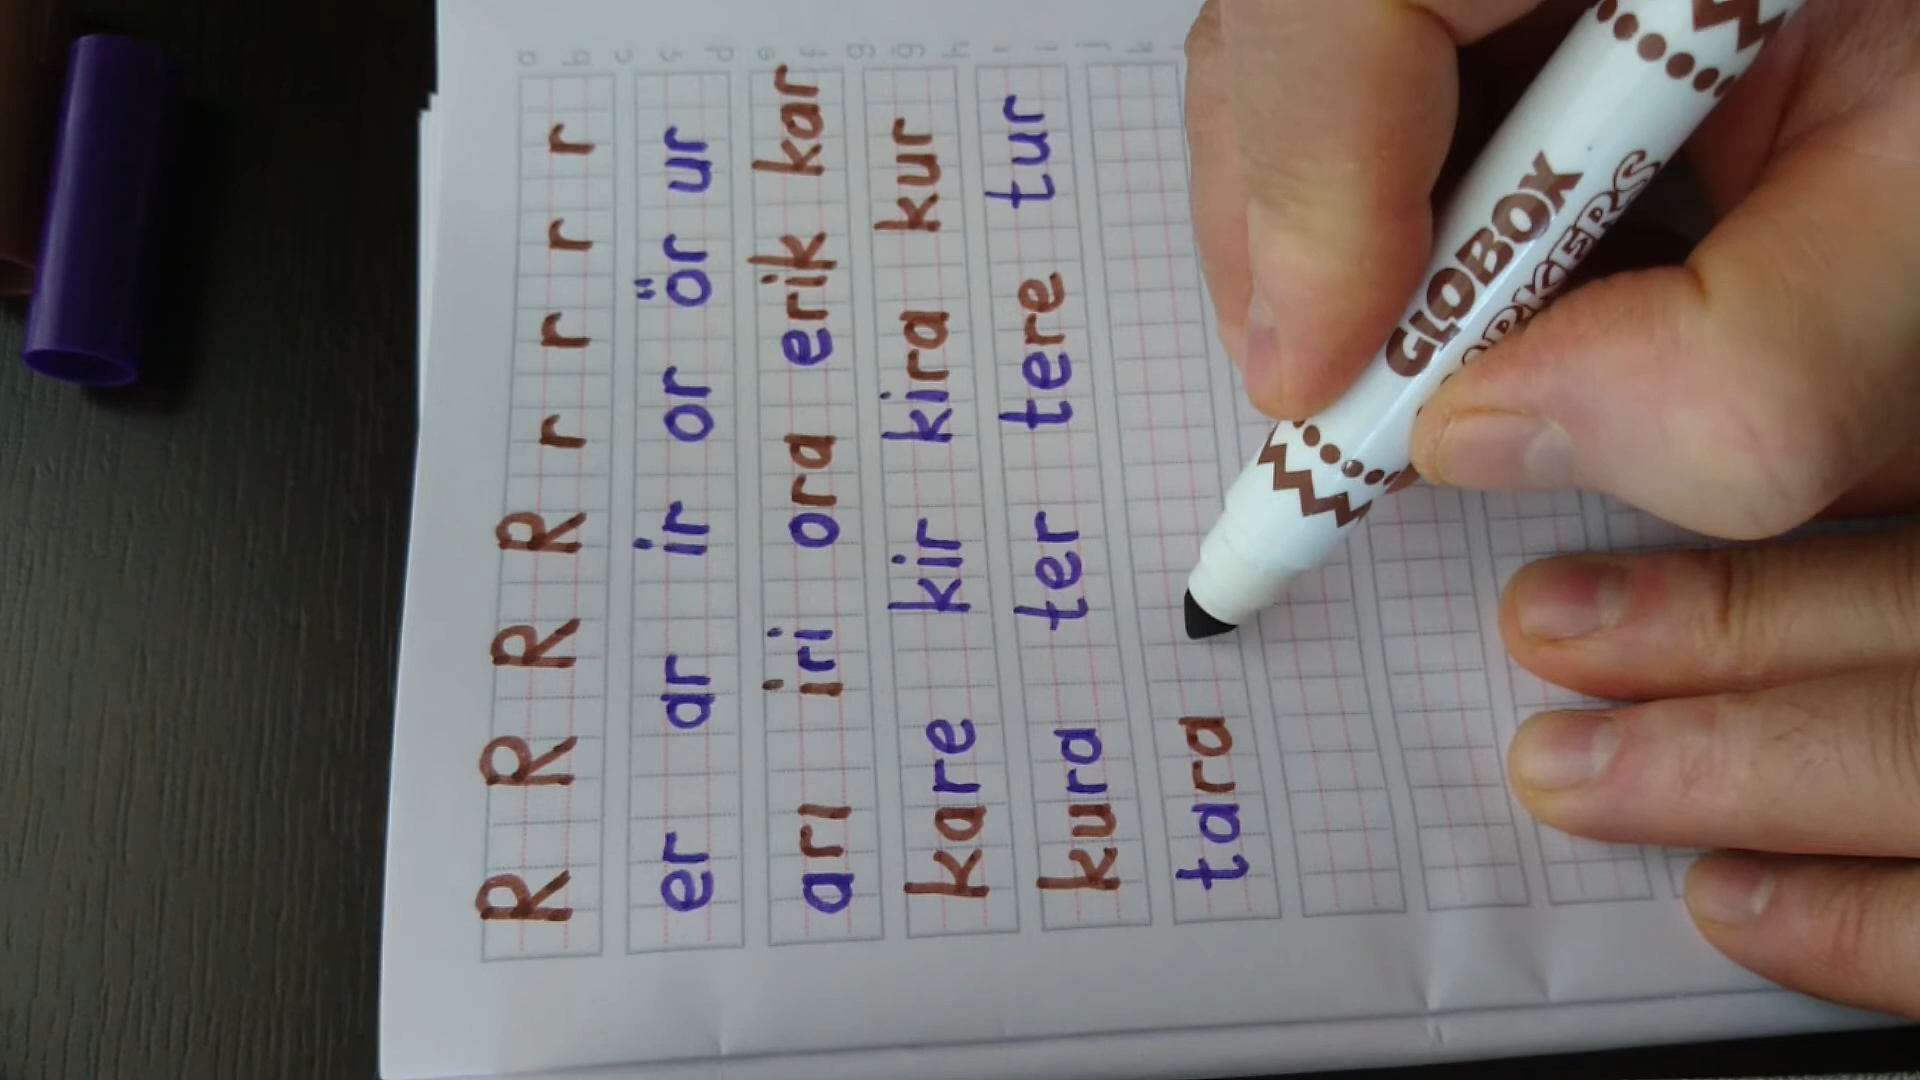 a b c ç d e f g ğ h ı i j k
R R R R r r r r
er ar ir or ör ur
arı iri ora erik kar
kare kir kira kur
kura ter tere tur
tara
GLOBOX